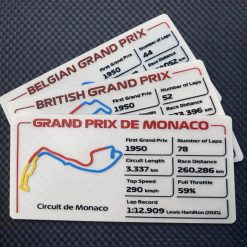 BELGIAN GRAND PRIX
First Grand Prix
Number of Laps
1950
44
BRITISH GRAND PRIX
First Grand Prix
Number of Laps
1950
52
Race Distance
GRAND PRIX DE MONACO
First Grand Prix
Number of Laps
1950
78
Circuit Length
Race Distance
3.337 km
260.286 km
Top Speed
Full Throttle
290 kmph
59%
Lap Record
1:12.909 Lewis Hamilton (2021)
Circuit de Monaco